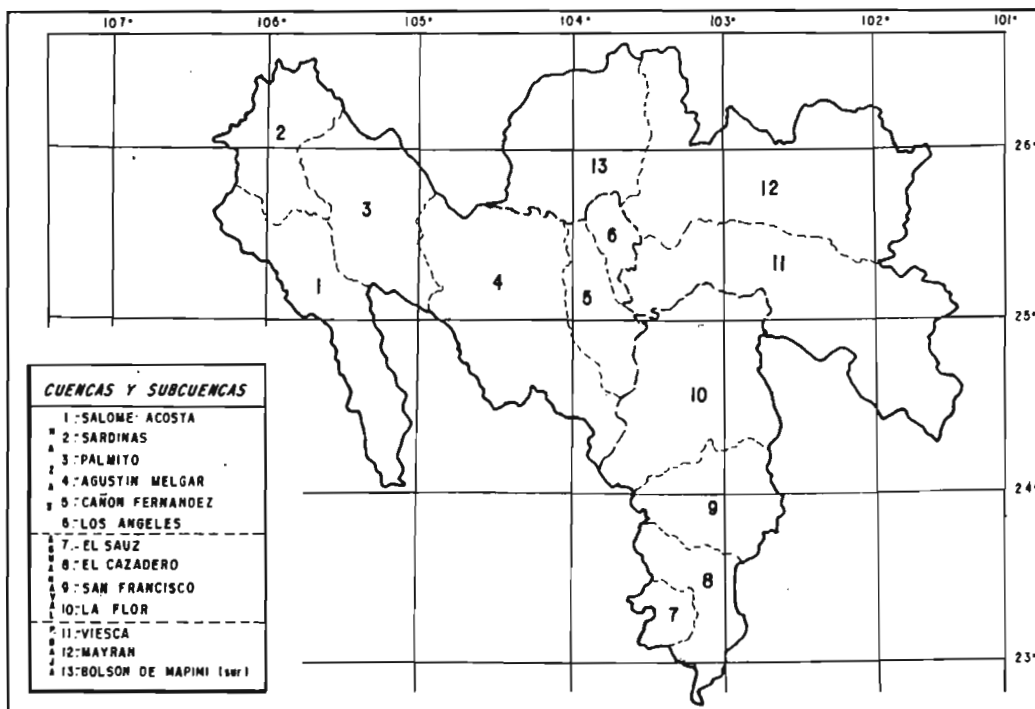 107° 106° 105° 104° 103° 102° 101°
2
13
26°
12
3
6
11
1
4
5
5
25°
10
CUENCAS Y SUBCUENCAS
1.-SALOME ACOSTA
2.-SARDINAS
3.-PALMITO
4.-AGUSTIN MELGAR
5.-CAÑON FERNANDEZ
6.-LOS ANGELES
NAZAS
7.-EL SAUZ
8.-EL CAZADERO
9.-SAN FRANCISCO
10.-LA FLOR
AGUANAVAL
11.-VIESCA
12.-MAYRAN
13.-BOLSON DE MAPIMI (sur)
24°
9
8
7
23°